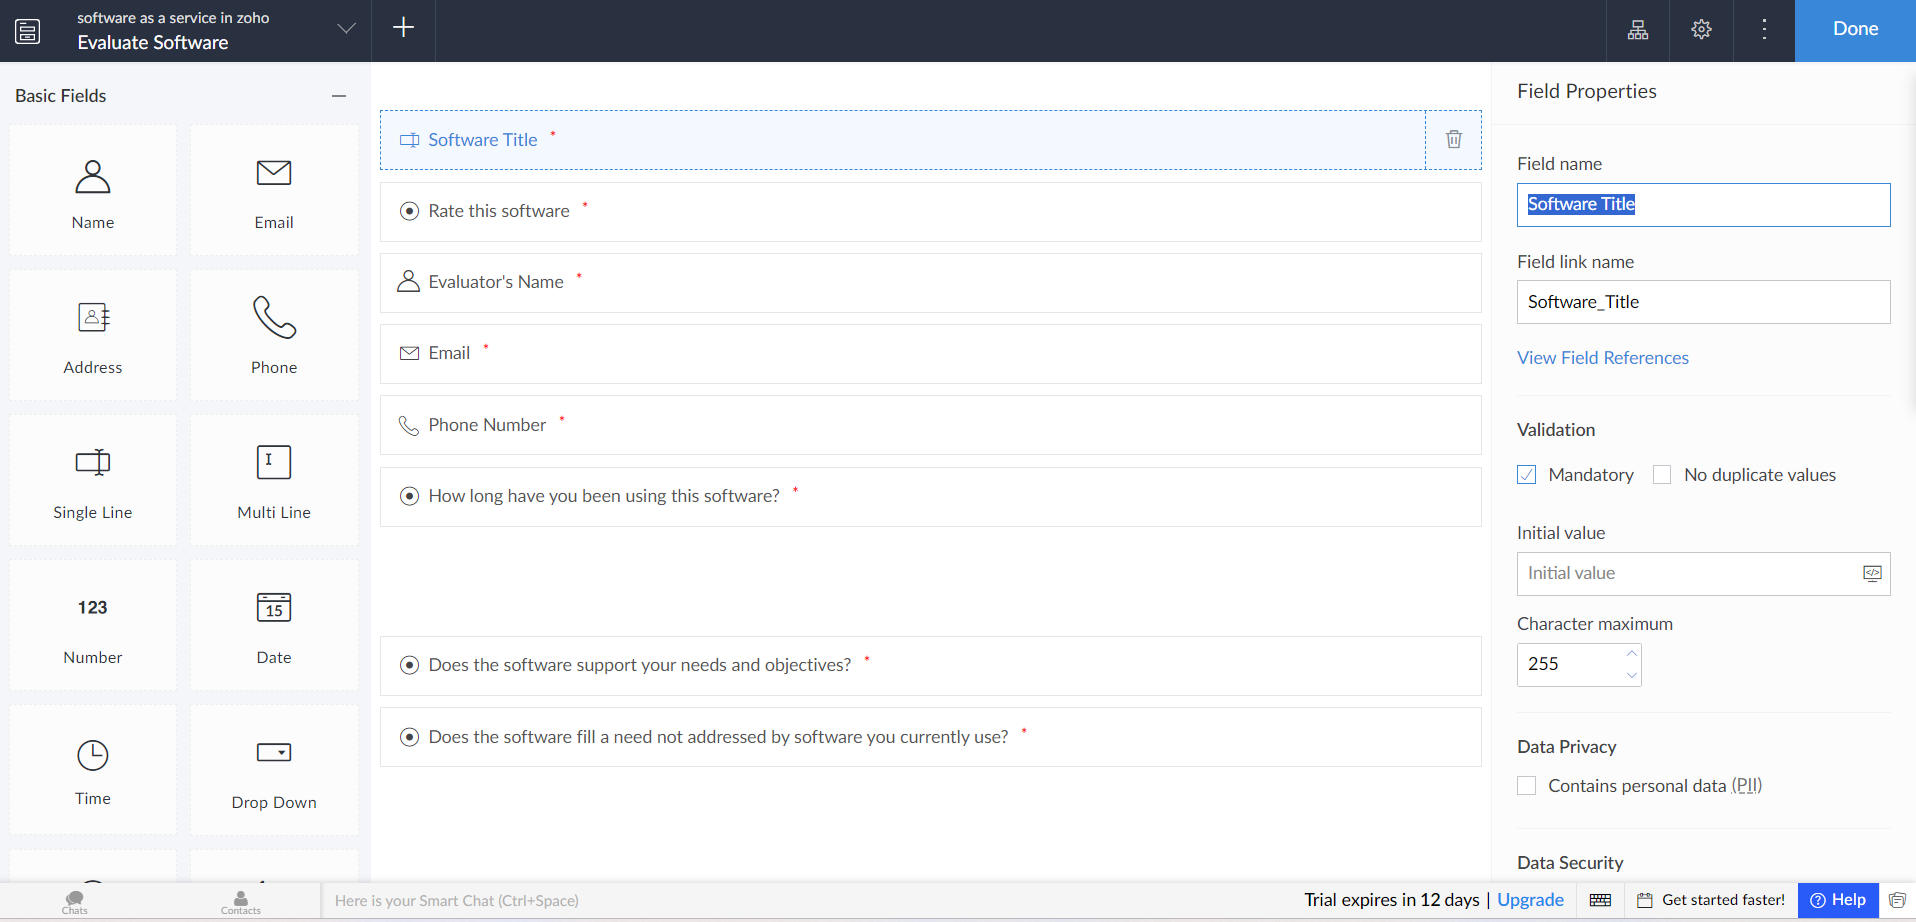 software as a service in zoho
Evaluate Software
Done
Basic Fields
Name
Email
Address
Phone
Single Line
Multi Line
123
Number
15
Date
Time
Drop Down
Software Title *
Rate this software *
Evaluator's Name *
Email *
Phone Number *
How long have you been using this software? *
Does the software support your needs and objectives? *
Does the software fill a need not addressed by software you currently use? *
Field Properties
Field name
Software Title
Field link name
Software_Title
View Field References
Validation
Mandatory
No duplicate values
Initial value
Initial value
Character maximum
255
Data Privacy
Contains personal data (PII)
Data Security
Chats
Contacts
Here is your Smart Chat (Ctrl+Space)
Trial expires in 12 days | Upgrade
Get started faster!
Help